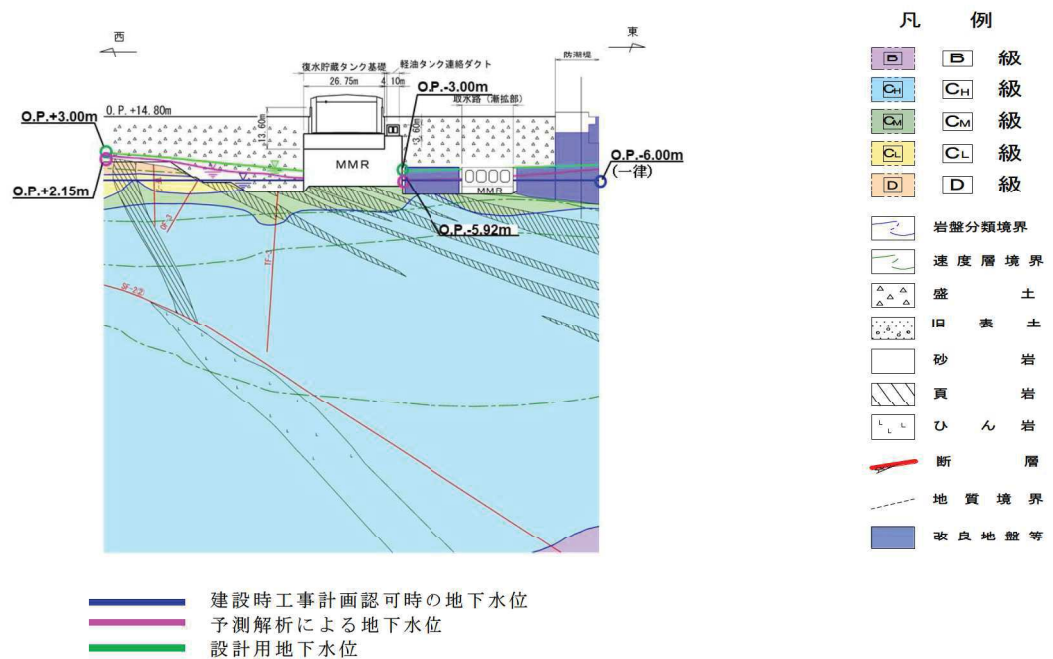 西
東
防潮堤
復水貯蔵タンク基礎
軽油タンク連絡ダクト
26.75m
4.10m
O.P.-3.00m
取水路(漸拡部)
O.P.+14.80m
O.P.+3.00m
13.60m
3.60m
MMR
O.P.-6.00m
(一律)
O.P.+2.15m
MMR
O.P.-5.92m
OF-3
TF-1
SF-2(2)
凡 例
B B 級
CH CH 級
CM CM 級
CL CL 級
D D 級
岩盤分類境界
速度層境界
盛土
旧表土
砂岩
頁岩
ひん岩
断層
地質境界
改良地盤等
建設時工事計画認可時の地下水位
予測解析による地下水位
設計用地下水位